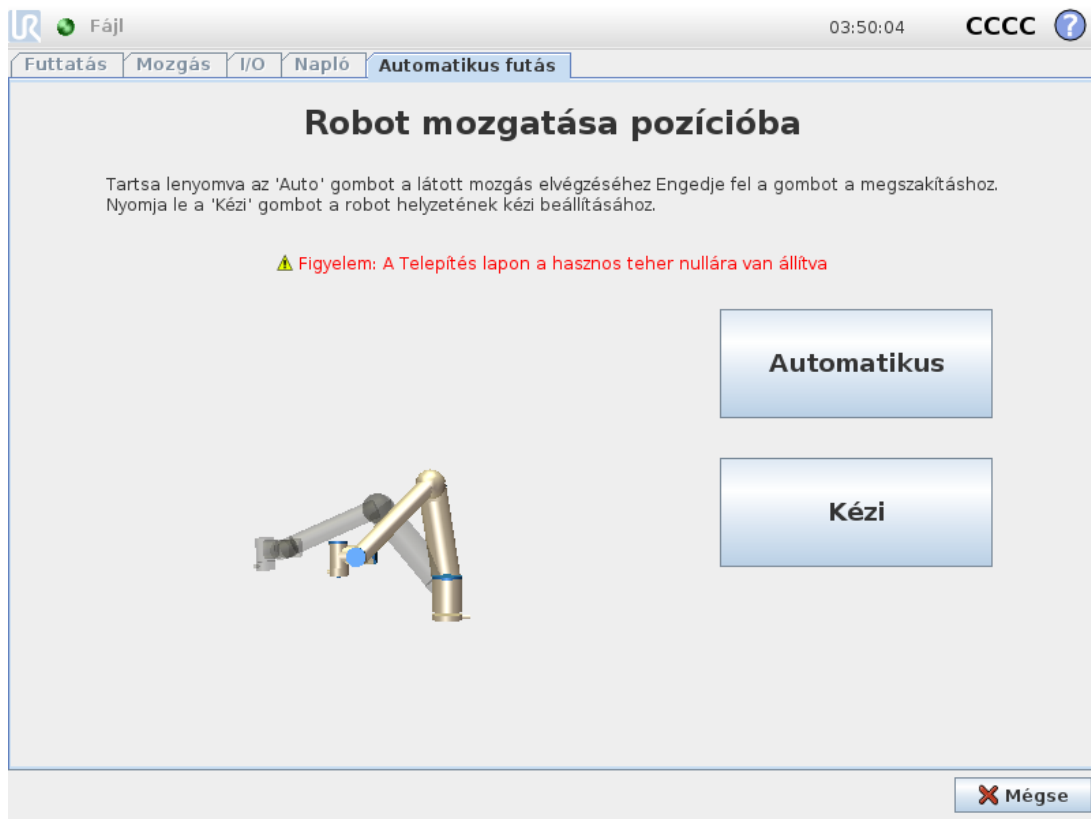 UR Fájl 03:50:04 CCCC ?
Futtatás Mozgás I/O Napló Automatikus futás
Robot mozgatása pozícióba
Tartsa lenyomva az 'Auto' gombot a látott mozgás elvégzéséhez Engedje fel a gombot a megszakításhoz.
Nyomja le a 'Kézi' gombot a robot helyzetének kézi beállításához.
Figyelem: A Telepítés lapon a hasznos teher nullára van állítva
Automatikus
Kézi
Mégse